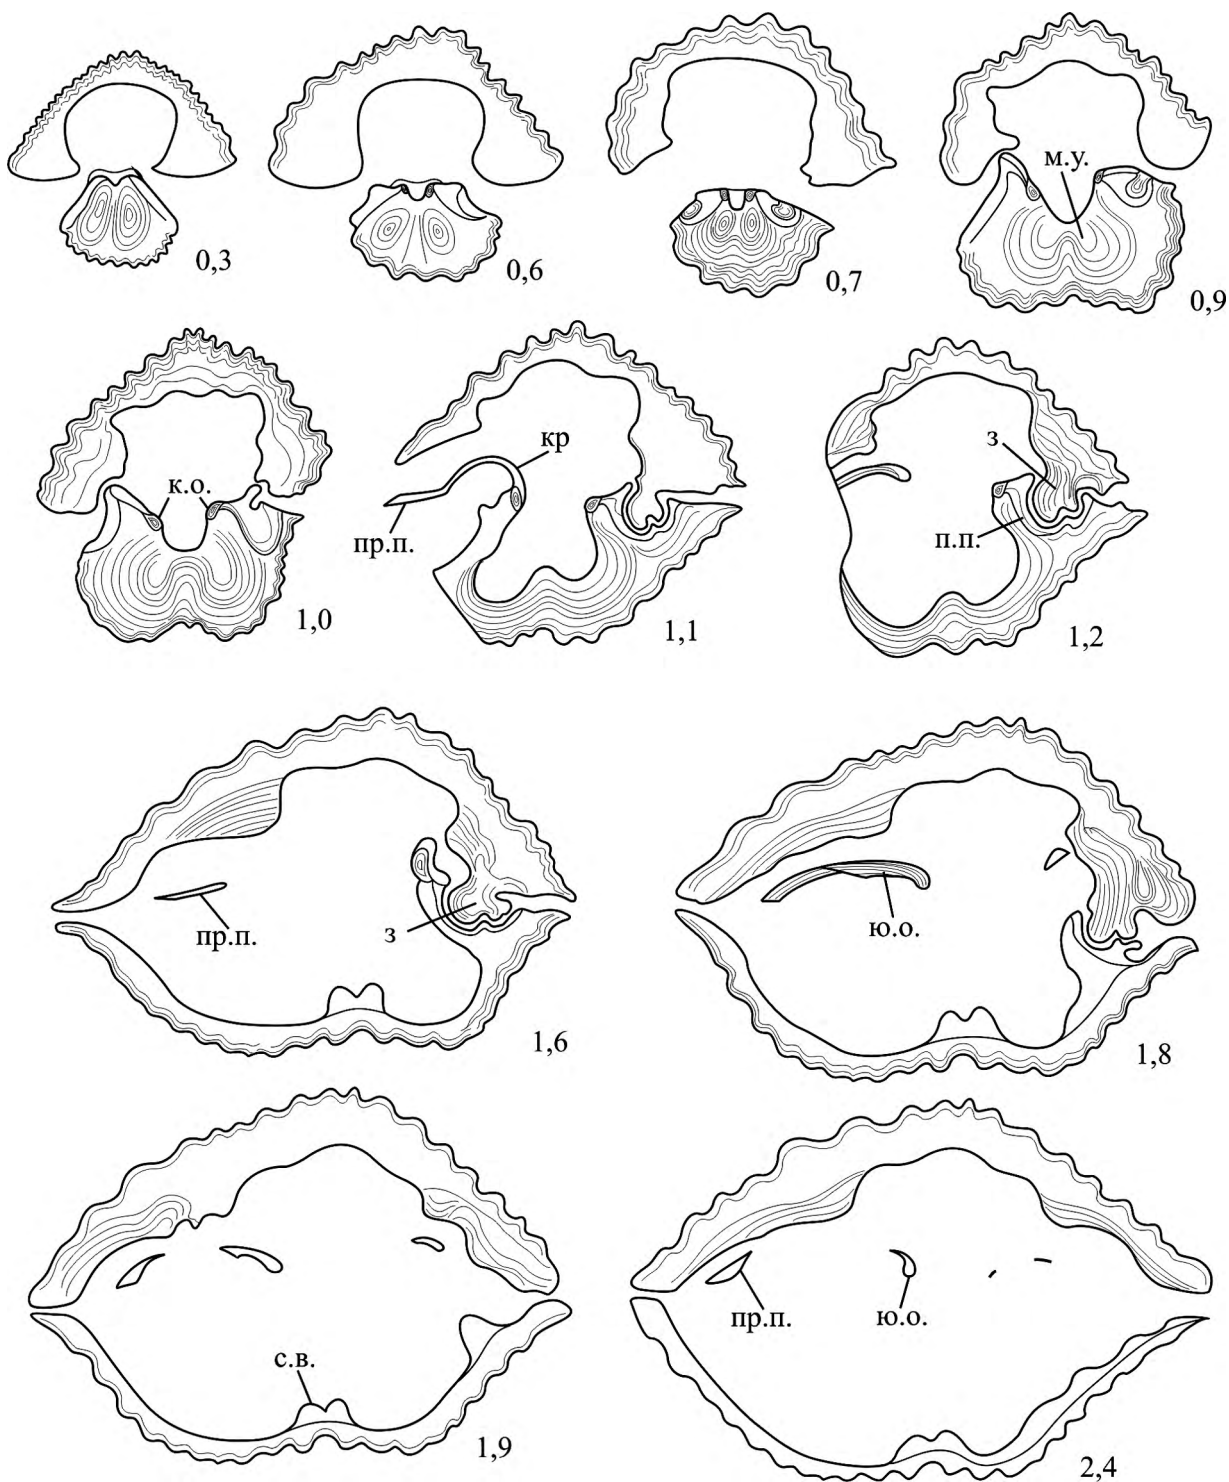 0,3
0,6
0,7
м.у.
0,9
к.о.
1,0
кр
пр.п.
1,1
з
п.п.
1,2
пр.п.
з
1,6
ю.о.
1,8
с.в.
1,9
пр.п.
ю.о.
2,4